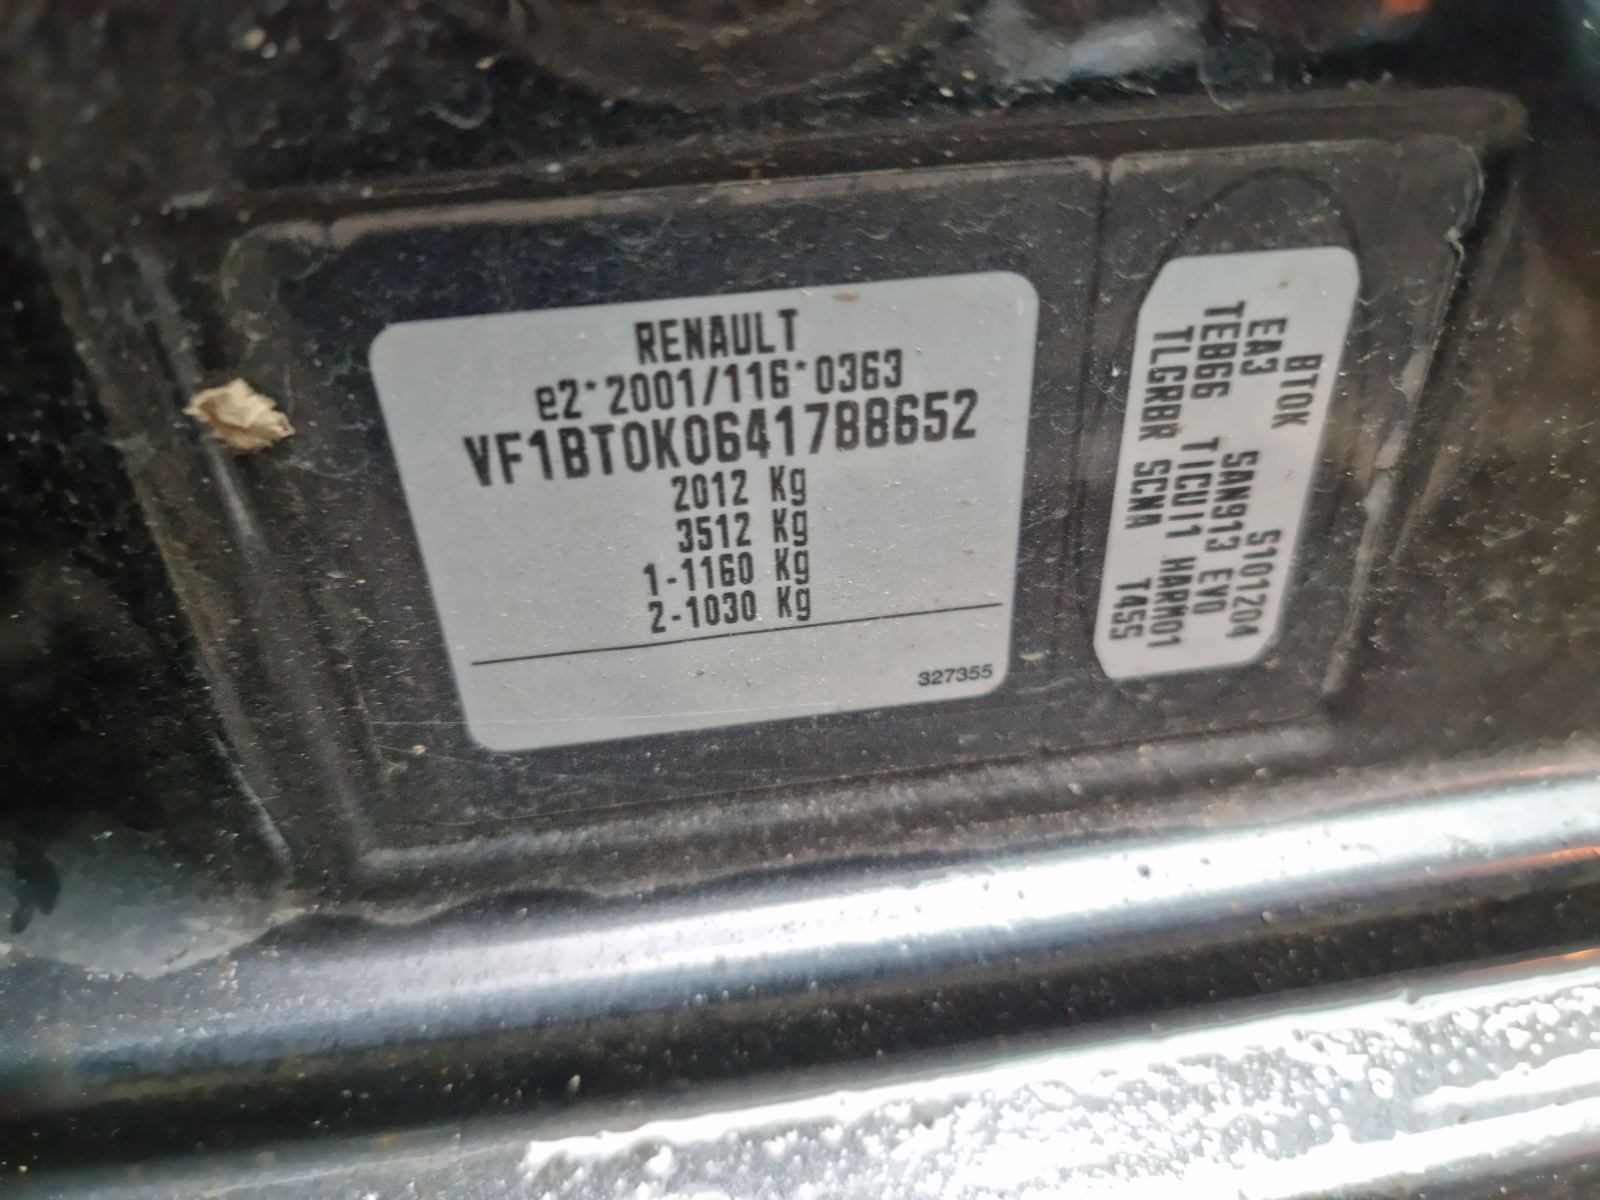 RENAULT
e2*2001/116*0363
VF1BT0K0641788652
2012 Kg
3512 Kg
1-1160 Kg
2-1030 Kg
327355
BT0K S101204
EA3 SAN913 EVO
TEB66 TICUI1 HARM01
TLGRBR SCNA T455